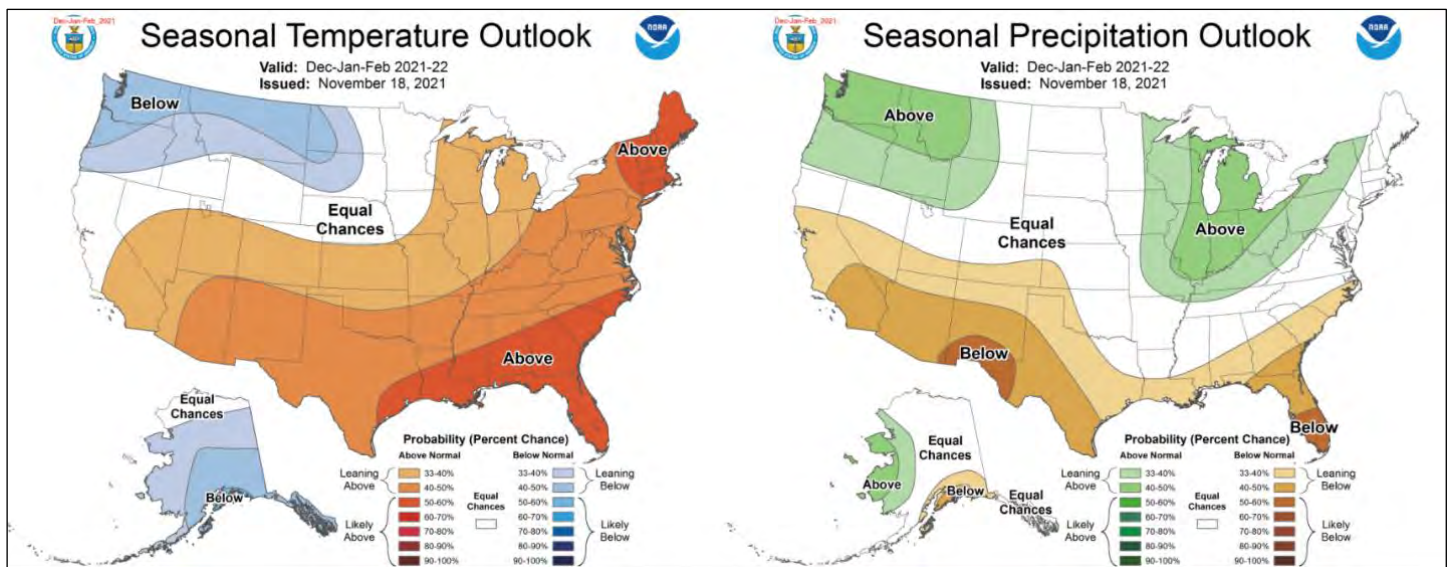 Dec-Jan-Feb_2021
Seasonal Temperature Outlook
NOAA
Valid: Dec-Jan-Feb 2021-22
Issued: November 18, 2021
Below
Above
Equal
Chances
Above
Equal
Chances
Below
Probability (Percent Chance)
Above Normal
Below Normal
Leaning
Above
33-40%
40-50%
Likely
Above
50-60%
60-70%
70-80%
80-90%
90-100%
Equal
Chances
33-40%
40-50%
Leaning
Below
50-60%
60-70%
70-80%
80-90%
90-100%
Likely
Below
Dec-Jan-Feb_2021
Seasonal Precipitation Outlook
NOAA
Valid: Dec-Jan-Feb 2021-22
Issued: November 18, 2021
Above
Above
Equal
Chances
Below
Below
Equal
Chances
Above
Below
Equal
Chances
Probability (Percent Chance)
Above Normal
Below Normal
Leaning
Above
33-40%
40-50%
Likely
Above
50-60%
60-70%
70-80%
80-90%
90-100%
Equal
Chances
33-40%
40-50%
Leaning
Below
50-60%
60-70%
70-80%
80-90%
90-100%
Likely
Below